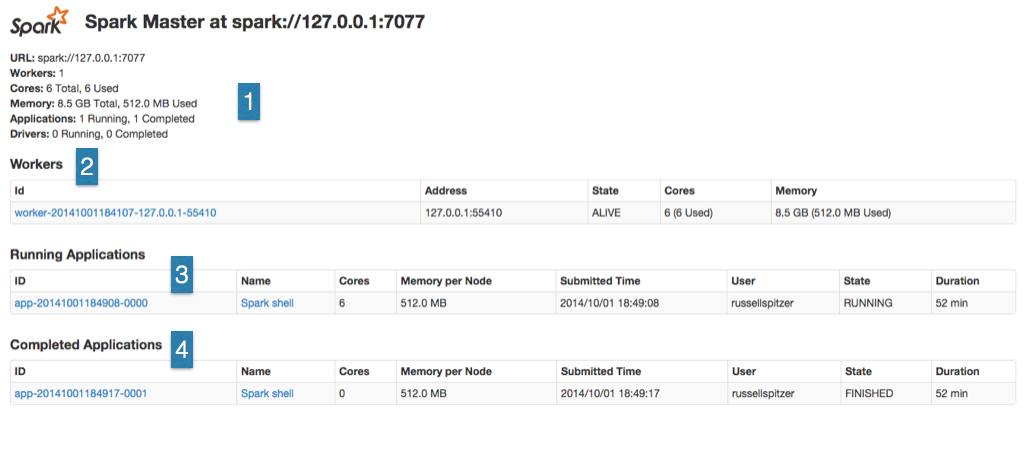 Spark Spark Master at spark://127.0.0.1:7077
URL: spark://127.0.0.1:7077
Workers: 1
Cores: 6 Total, 6 Used
Memory: 8.5 GB Total, 512.0 MB Used
1
Applications: 1 Running, 1 Completed
Drivers: 0 Running, 0 Completed
Workers 2
Id Address State Cores Memory
worker-20141001184107-127.0.0.1-55410 127.0.0.1:55410 ALIVE 6 (6 Used) 8.5 GB (512.0 MB Used)
Running Applications 3
ID Name Cores Memory per Node Submitted Time User State Duration
app-20141001184908-0000 Spark shell 6 512.0 MB 2014/10/01 18:49:08 russellspitzer RUNNING 52 min
Completed Applications 4
ID Name Cores Memory per Node Submitted Time User State Duration
app-20141001184917-0001 Spark shell 0 512.0 MB 2014/10/01 18:49:17 russellspitzer FINISHED 52 min